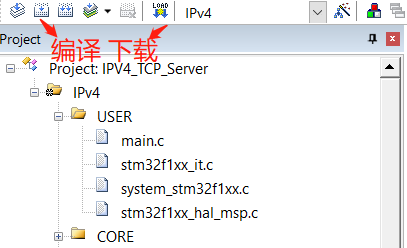 LOAD
IPv4
Project
编译 下载
Project: IPV4_TCP_Server
IPv4
USER
main.c
stm32f1xx_it.c
system_stm32f1xx.c
stm32f1xx_hal_msp.c
CORE